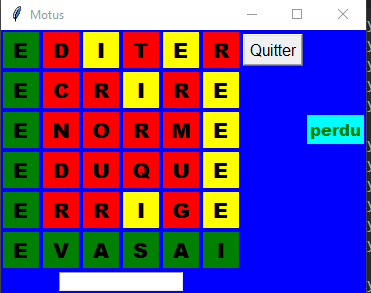 Motus
E D I T E R Quitter
E C R I R E
E N O R M E
perdu
E D U Q U E
E R R I G E
E V A S A I